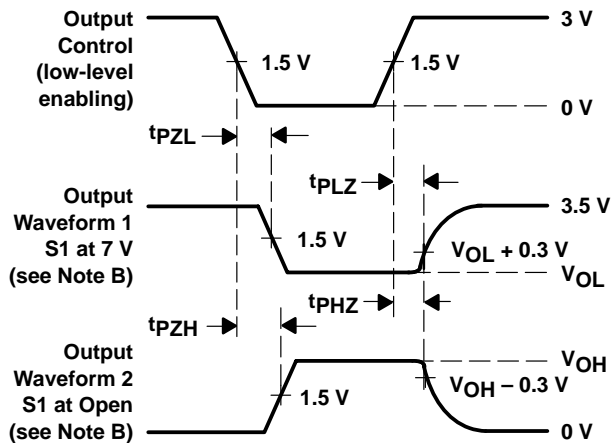 Output
Control
(low-level
enabling)
1.5 V
1.5 V
3 V
0 V
tPZL
tPLZ
Output
Waveform 1
S1 at 7 V
(see Note B)
1.5 V
3.5 V
VOL + 0.3 V
VOL
tPZH
tPHZ
Output
Waveform 2
S1 at Open
(see Note B)
1.5 V
VOH
VOH – 0.3 V
0 V